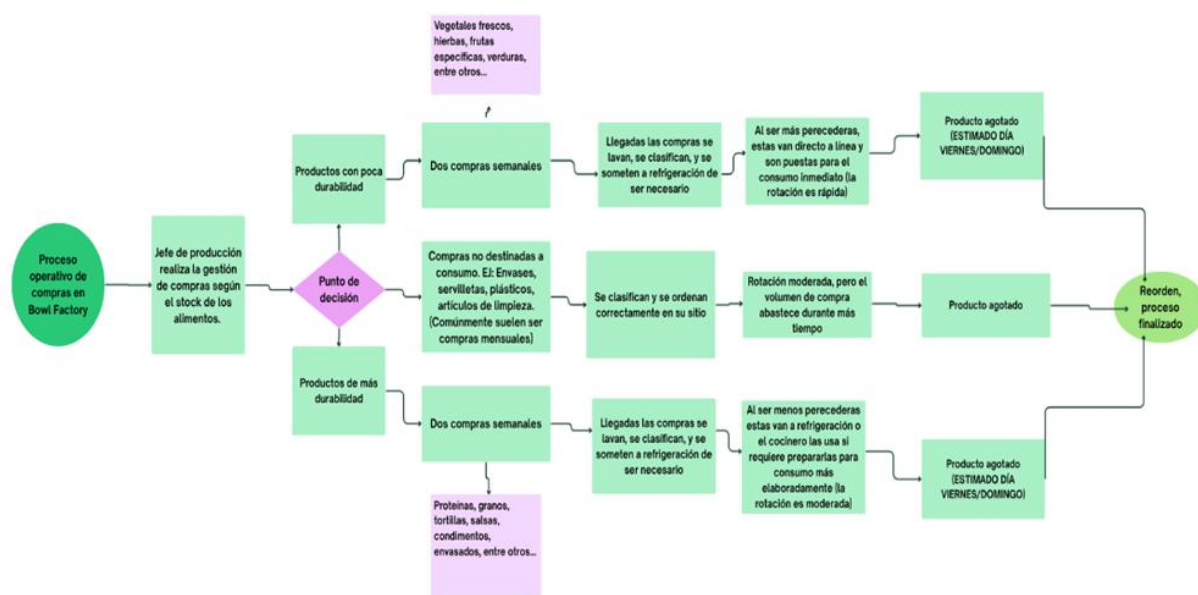 Proceso
operativo de
compras en
Bowl Factory
Jefe de producción
realiza la gestión
de compras según
el stock de los
alimentos.
Punto de
decisión
Productos con poca
durabilidad
Vegetales frescos,
hierbas, frutas
específicas, verduras,
entre otros...
Dos compras semanales
Llegadas las compras se
lavan, se clasifican, y se
someten a refrigeración de
ser necesario
Al ser más perecederas,
estas van directo a línea y
son puestas para el
consumo inmediato (la
rotación es rápida)
Producto agotado
(ESTIMADO DÍA
VIERNES/DOMINGO)
Compras no destinadas a
consumo. EJ: Envases,
servilletas, plásticos,
artículos de limpieza.
(Comúnmente suelen ser
compras mensuales)
Se clasifican y se ordenan
correctamente en su sitio
Rotación moderada, pero el
volumen de compra
abastece durante más
tiempo
Producto agotado
Productos de más
durabilidad
Dos compras semanales
Proteínas, granos,
tortillas, salsas,
condimentos,
envasados, entre otros...
Llegadas las compras se
lavan, se clasifican, y se
someten a refrigeración de
ser necesario
Al ser menos perecederas
estas van a refrigeración o
el cocinero las usa si
requiere prepararlas para
consumo más
elaboradamente (la
rotación es moderada)
Producto agotado
(ESTIMADO DÍA
VIERNES/DOMINGO)
Reorden,
proceso
finalizado